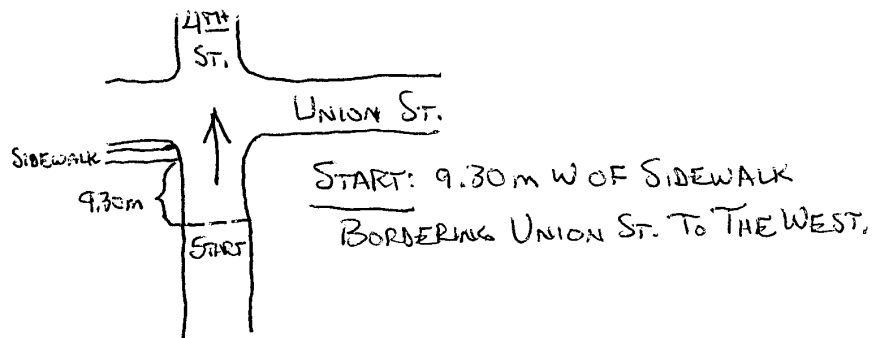 4TH
ST.
UNION ST.
SIDEWALK
9.30m
START
START: 9.30m W OF SIDEWALK
BORDERING UNION ST. TO THE WEST.